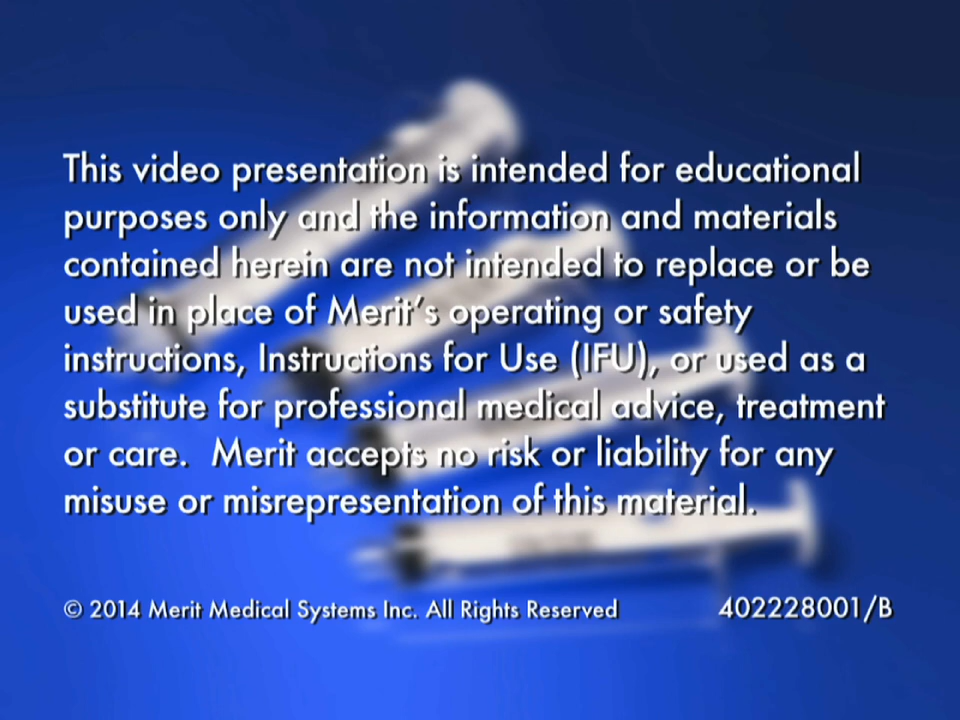 This video presentation is intended for educational
purposes only and the information and materials
contained herein are not intended to replace or be
used in place of Merit's operating or safety
instructions, Instructions for Use (IFU), or used as a
substitute for professional medical advice, treatment
or care.  Merit accepts no risk or liability for any
misuse or misrepresentation of this material.
© 2014 Merit Medical Systems Inc. All Rights Reserved
402228001/B